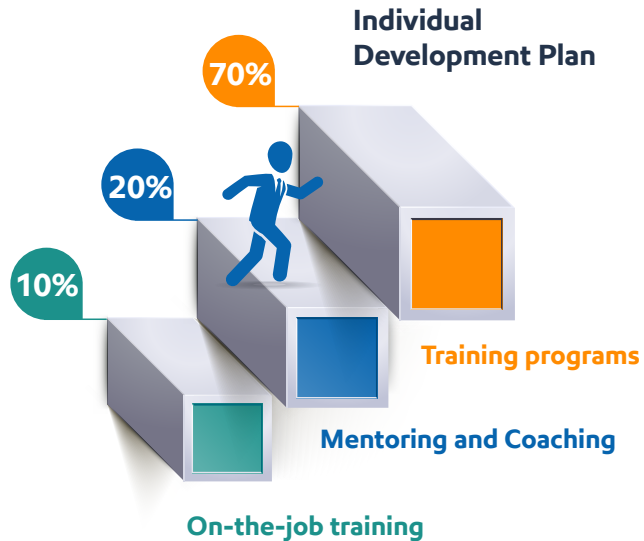 Individual
Development Plan
70%
20%
10%
Training programs
Mentoring and Coaching
On-the-job training